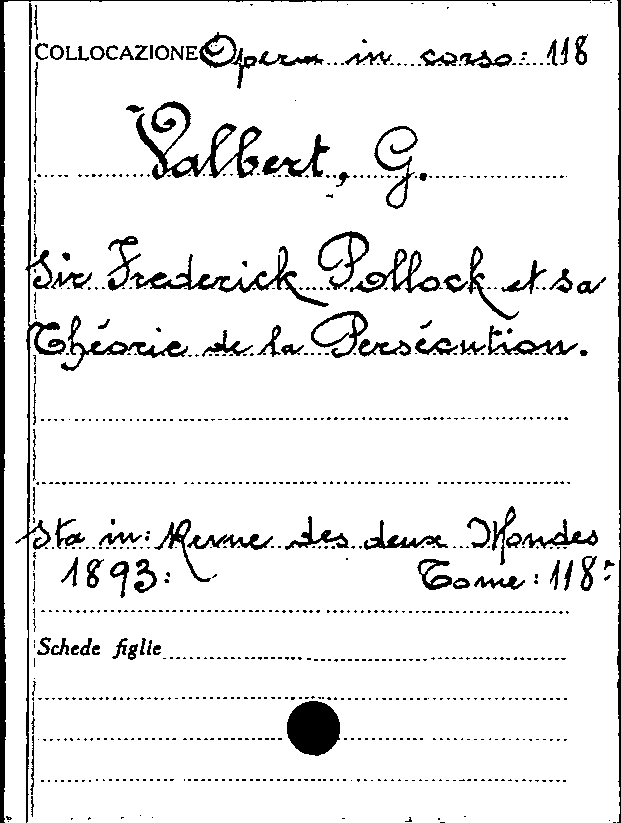 COLLOCAZIONE Opera in corso: 118
Valbert, G.
Sir Frederick Pollock et sa
Théorie de la Persécution.
Sta in: Revue des deux Mondes
1893: Tome: 118º
Schede figlie